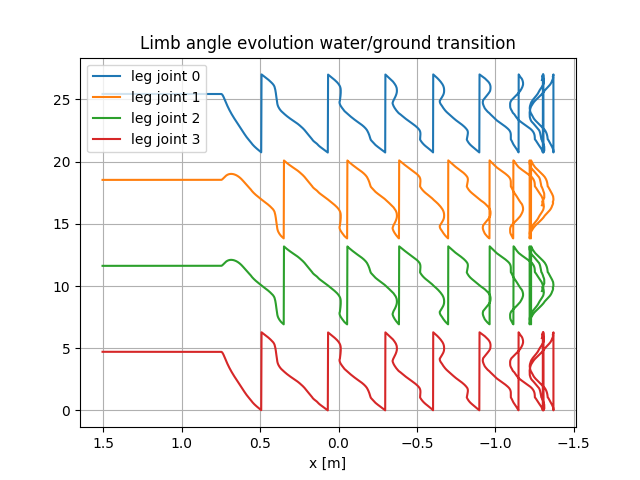 Limb angle evolution water/ground transition
leg joint 0
leg joint 1
leg joint 2
leg joint 3
25
20
15
10
5
0
1.5 1.0 0.5 0.0 −0.5 −1.0 −1.5
x [m]